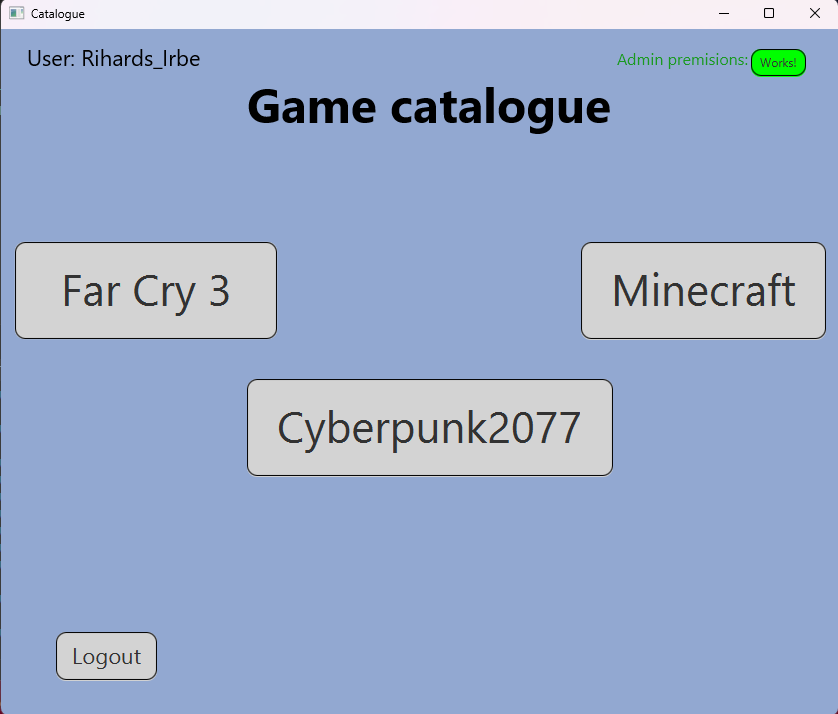 Catalogue
User: Rihards_Irbe
Admin premisions: Works!
Game catalogue
Far Cry 3
Minecraft
Cyberpunk2077
Logout